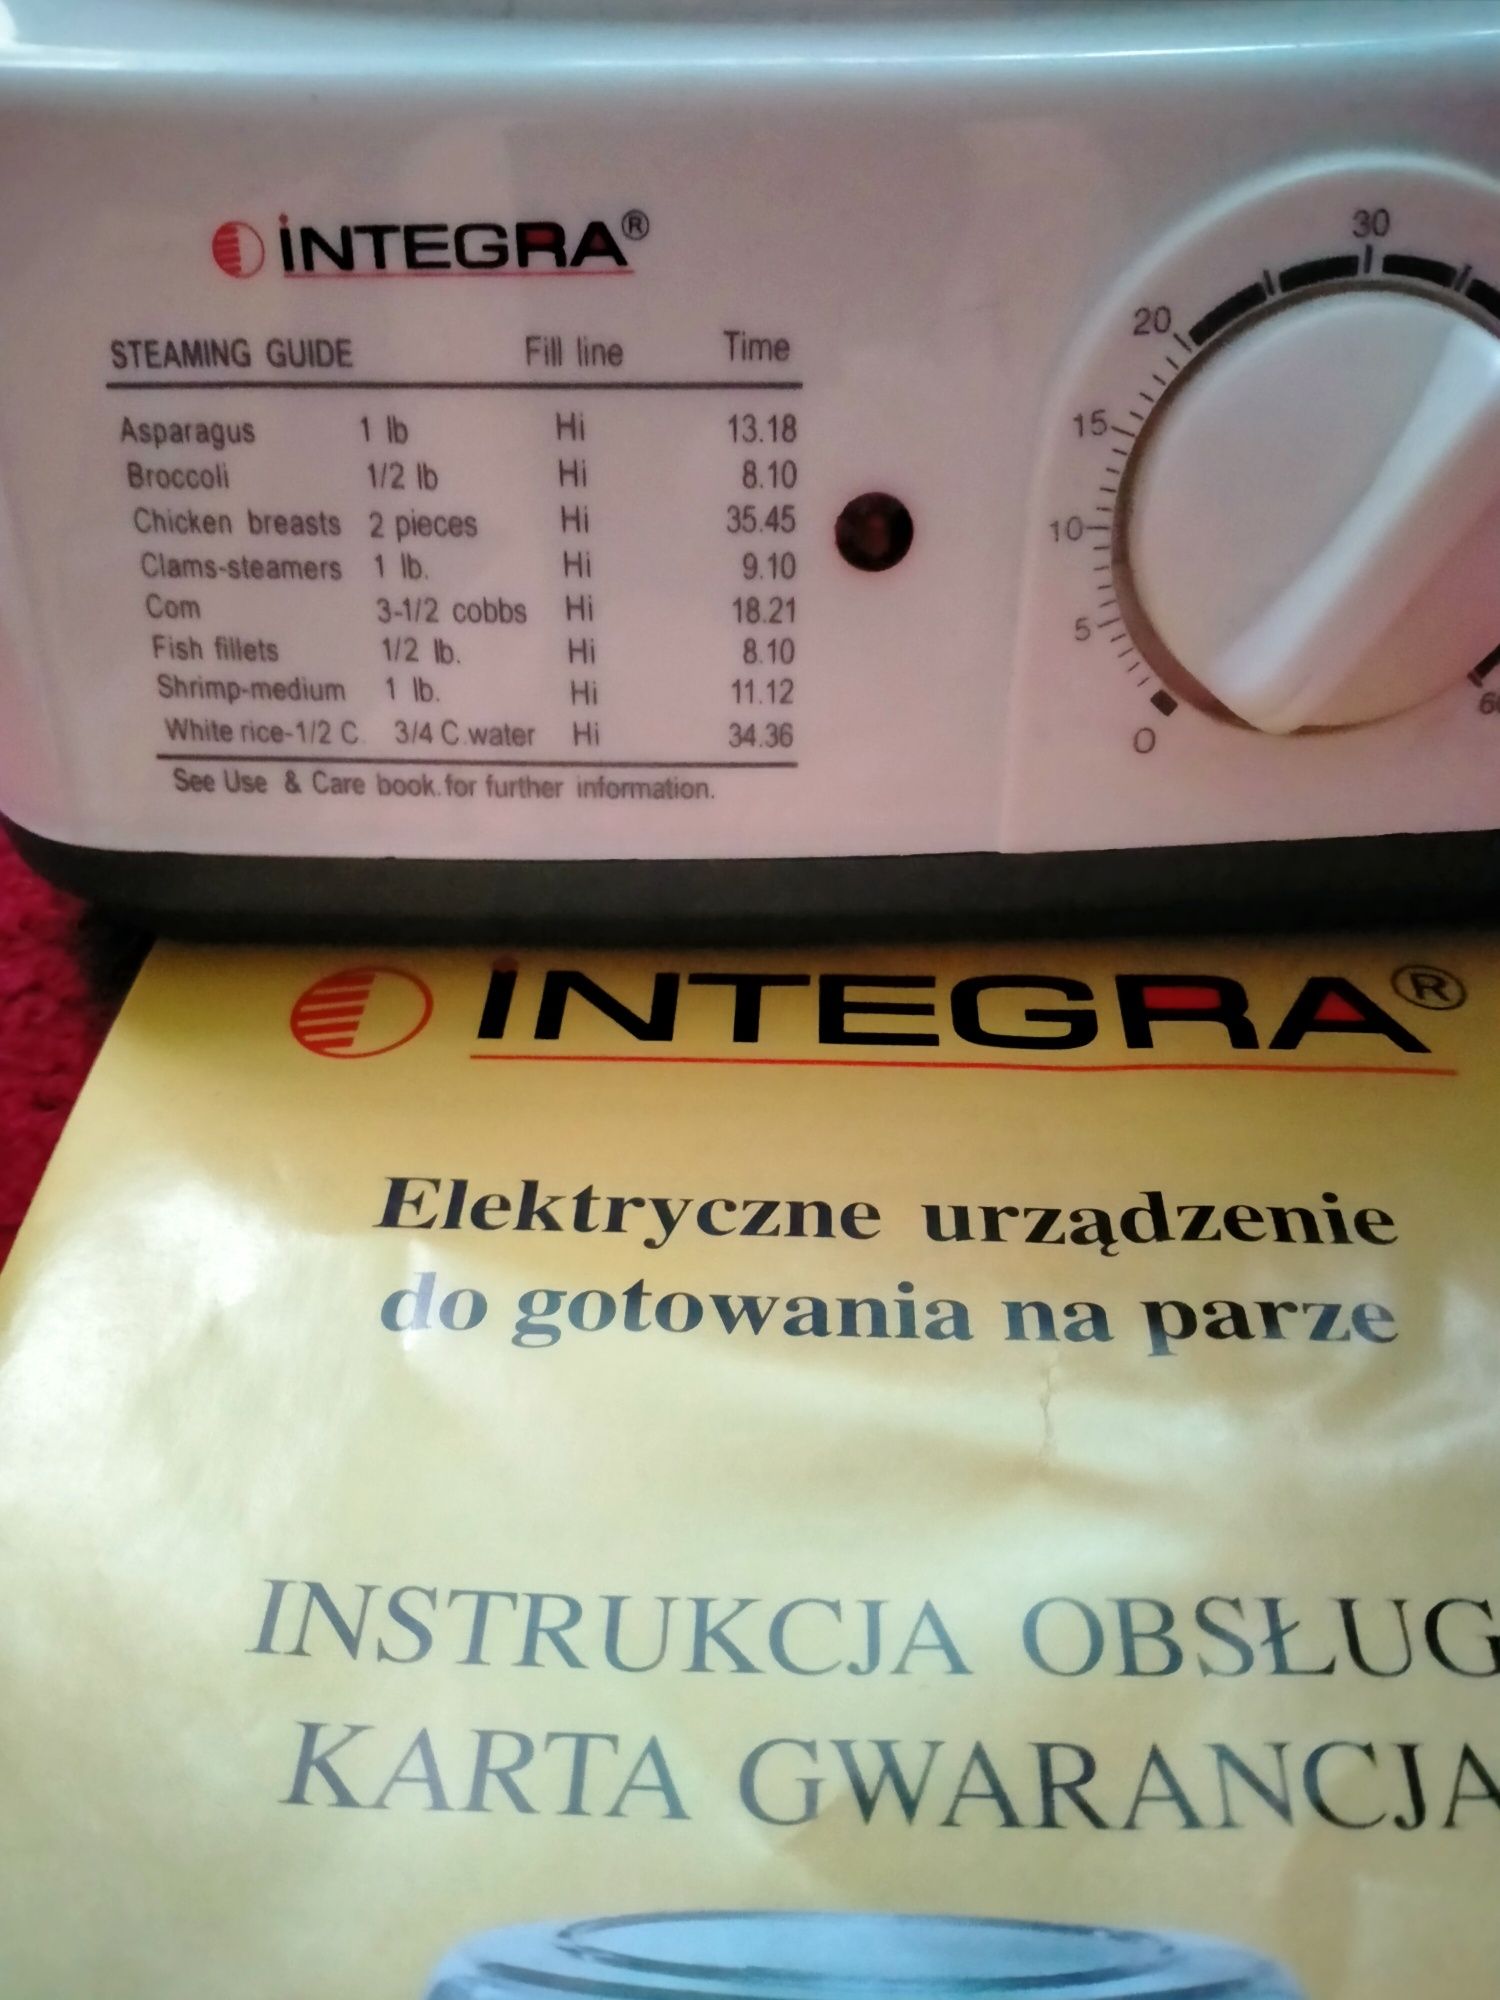 INTEGRA®
STEAMING GUIDE Fill line Time
Asparagus 1 lb Hi 13.18
Broccoli 1/2 lb Hi 8.10
Chicken breasts 2 pieces Hi 35.45
Clams-steamers 1 lb. Hi 9.10
Com 3-1/2 cobbs Hi 18.21
Fish fillets 1/2 lb. Hi 8.10
Shrimp-medium 1 lb. Hi 11.12
White rice-1/2 C. 3/4 C.water Hi 34.36
See Use & Care book.for further information.
30
20
15
10
5
0
60
INTEGRA®
Elektryczne urządzenie
do gotowania na parze
INSTRUKCJA OBSŁUG
KARTA GWARANCJA